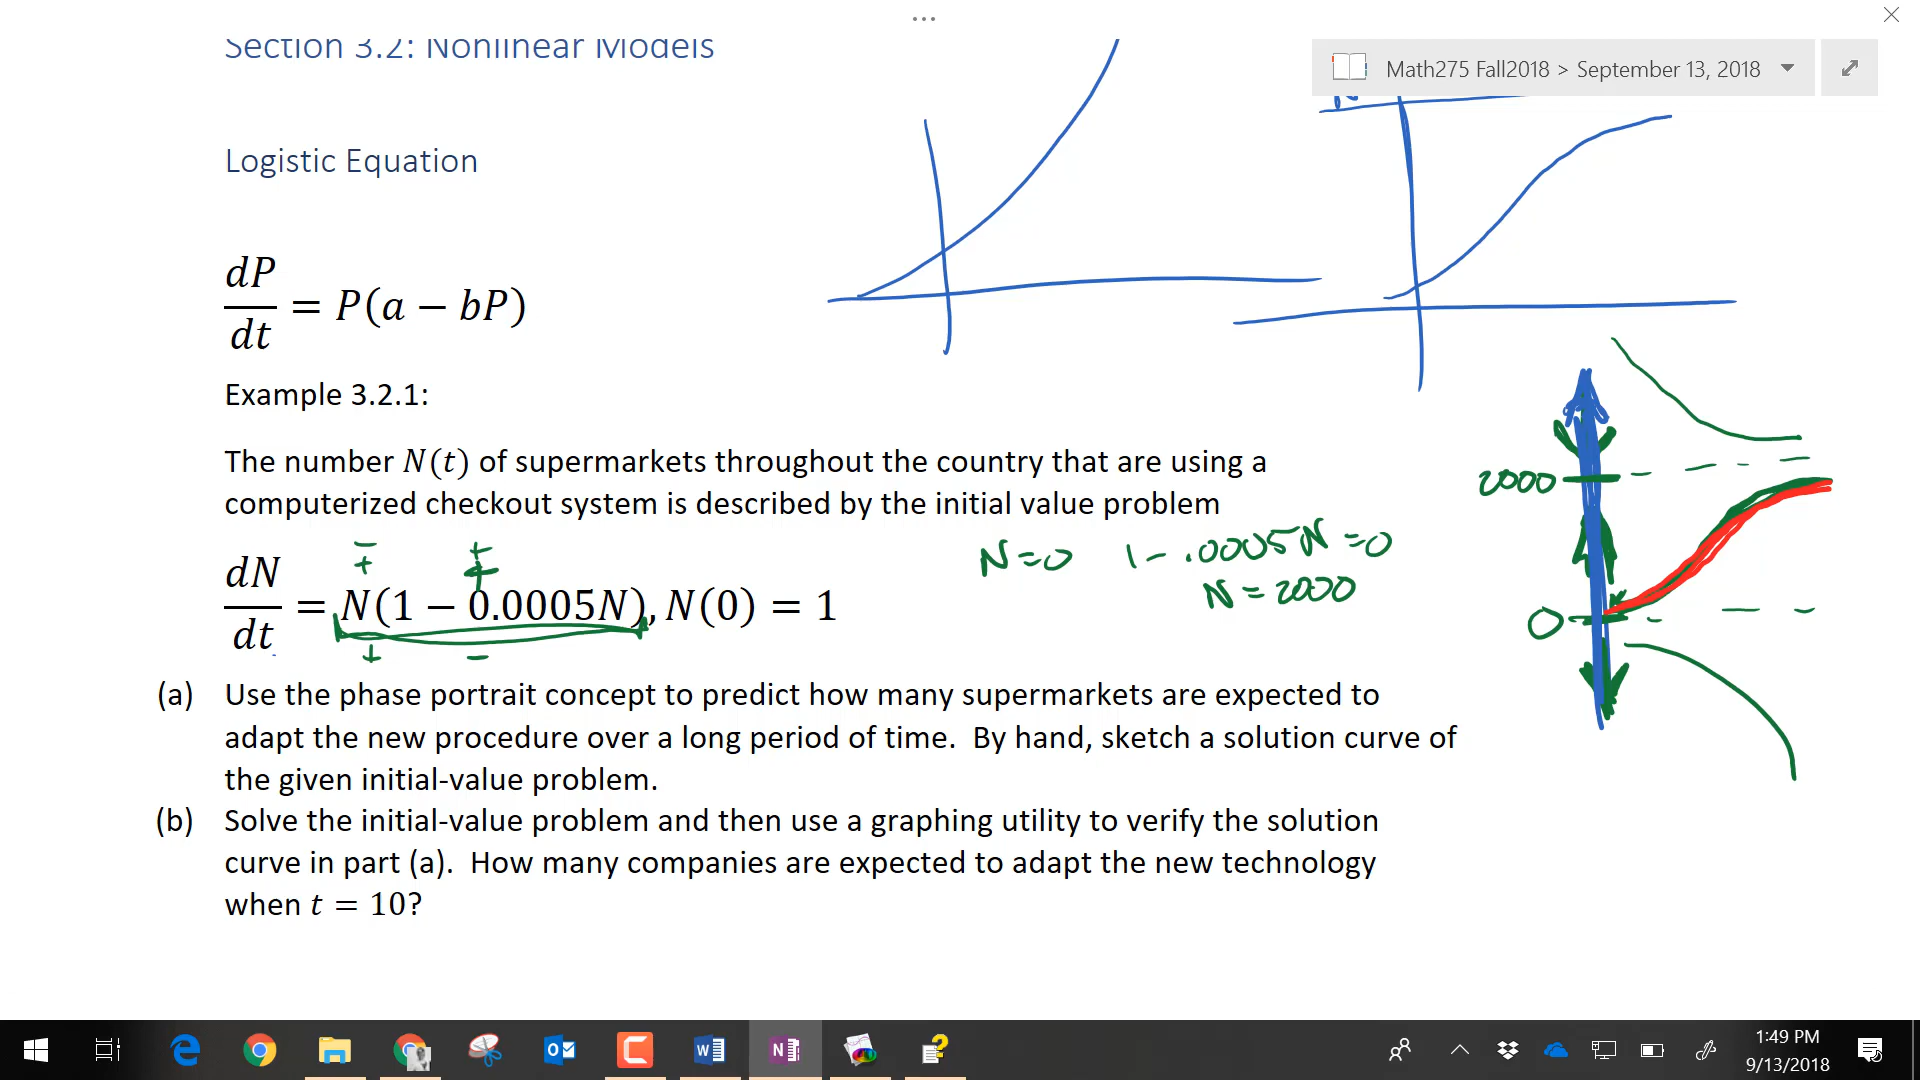 Section 3.2: Nonlinear Models
Math275 Fall2018 > September 13, 2018
Logistic Equation
dP/dt = P(a − bP)
Example 3.2.1:
The number N(t) of supermarkets throughout the country that are using a
computerized checkout system is described by the initial value problem
2000
− +
+ +
dN/dt = N(1 − 0.0005N), N(0) = 1
+ −
N=0 1 − .0005N =0
N = 2000
0
(a) Use the phase portrait concept to predict how many supermarkets are expected to
adapt the new procedure over a long period of time. By hand, sketch a solution curve of
the given initial-value problem.
(b) Solve the initial-value problem and then use a graphing utility to verify the solution
curve in part (a). How many companies are expected to adapt the new technology
when t = 10?
1:49 PM
9/13/2018